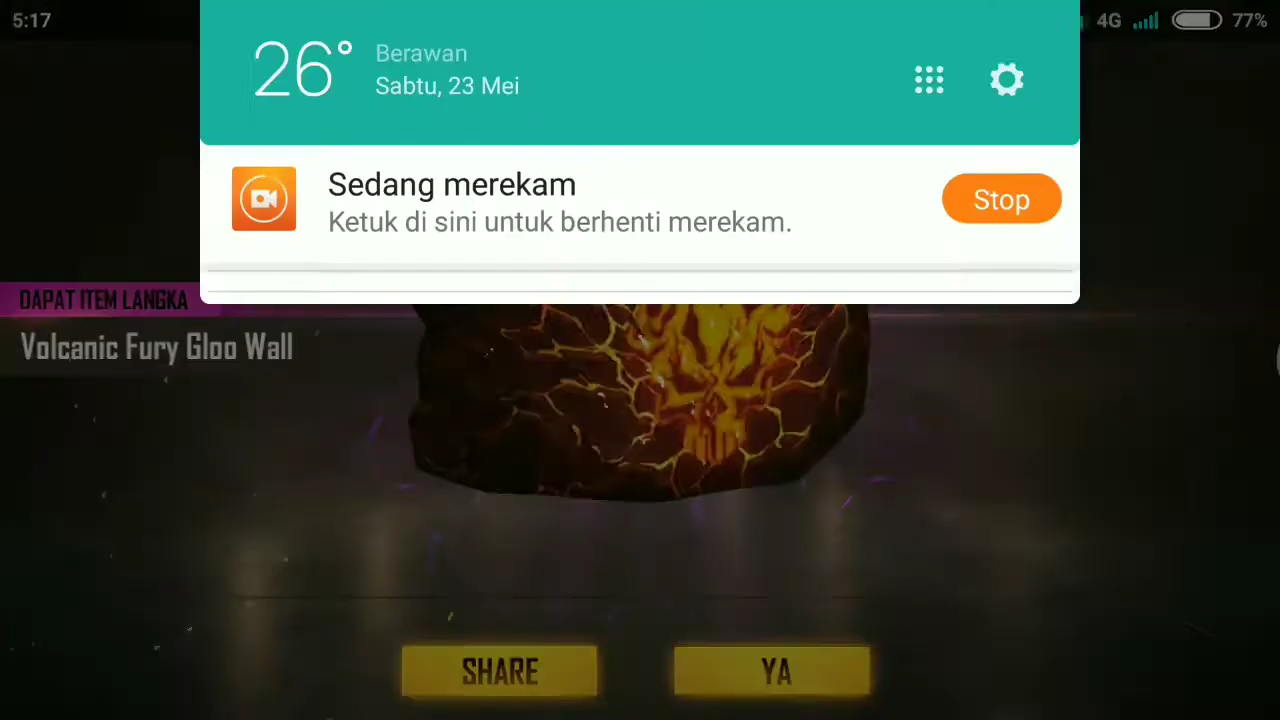 5:17
4G
77%
26°
Berawan
Sabtu, 23 Mei
Sedang merekam
Ketuk di sini untuk berhenti merekam.
Stop
DAPAT ITEM LANGKA
Volcanic Fury Gloo Wall
SHARE
YA